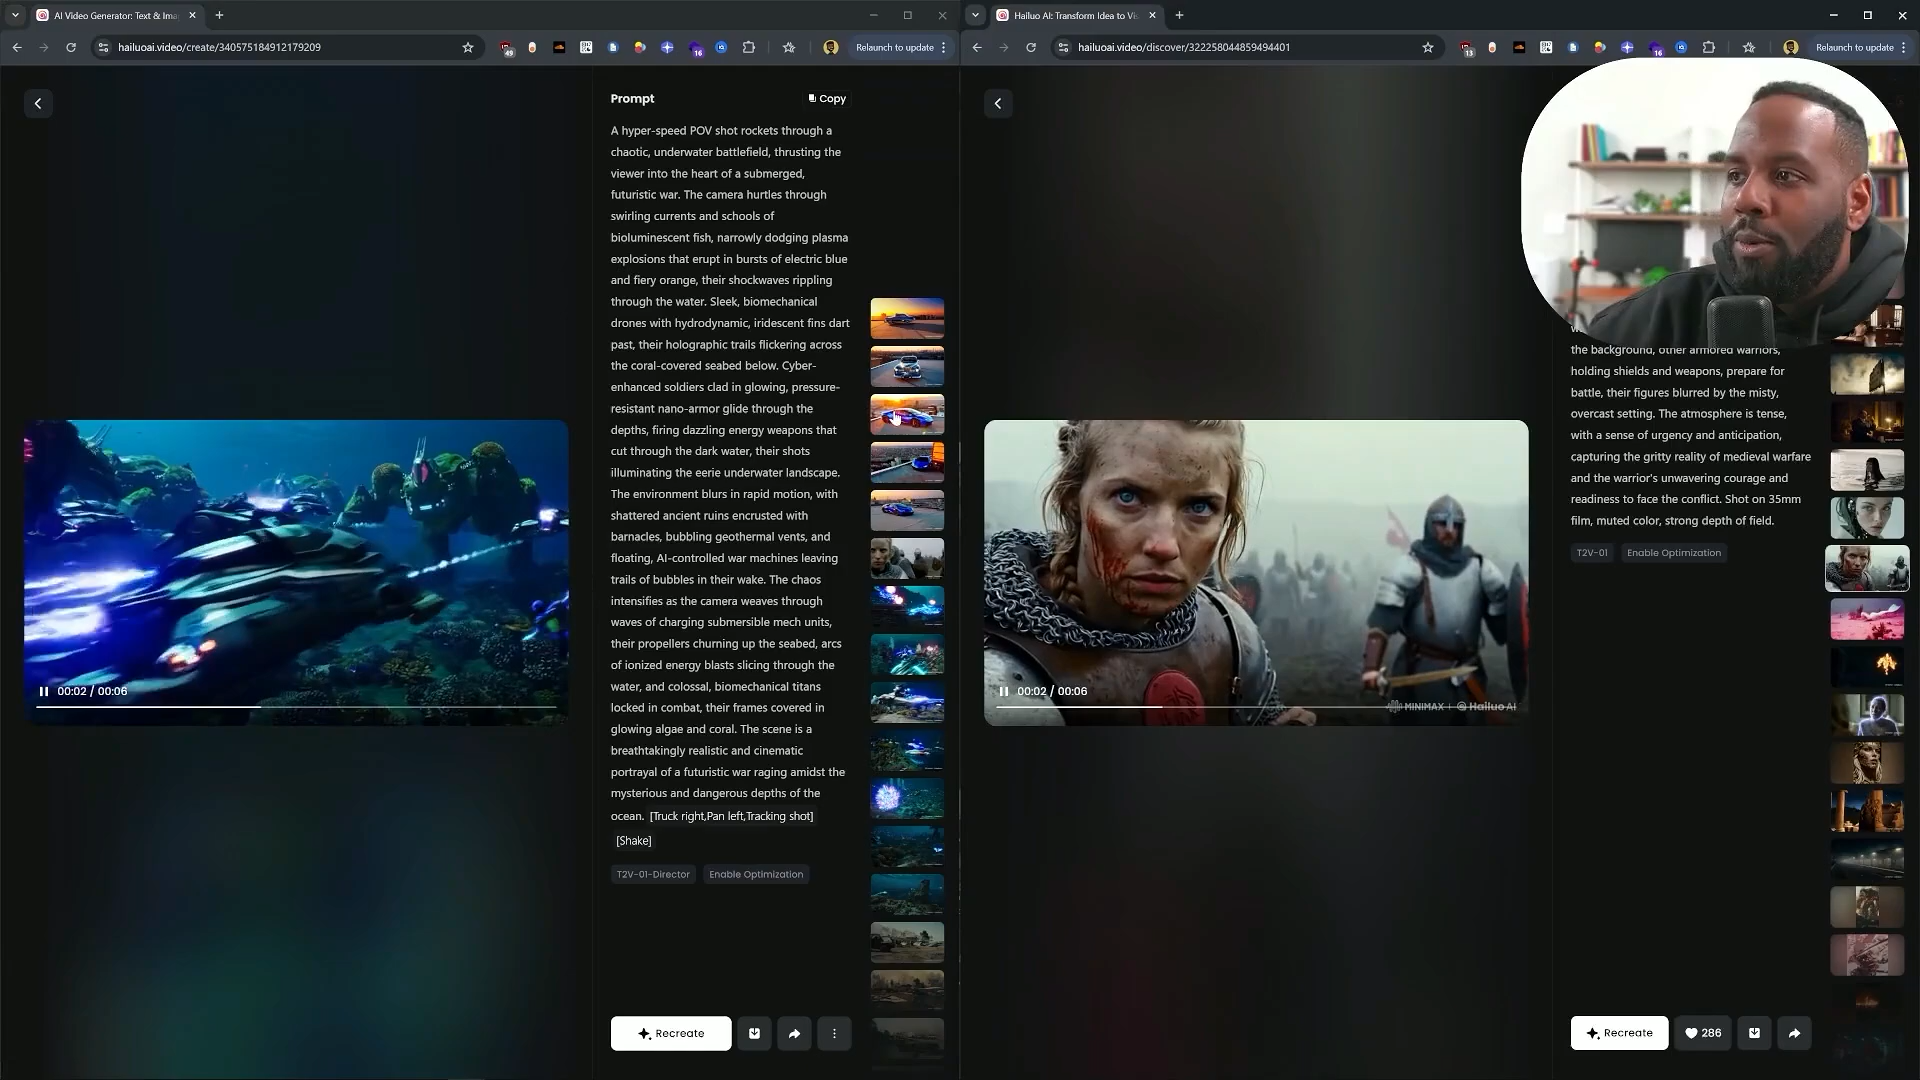 AI Video Generator: Text & Ima
hailuoai.video/create/340575184912179209
49
16
Relaunch to update
Prompt
Copy
A hyper-speed POV shot rockets through a
chaotic, underwater battlefield, thrusting the
viewer into the heart of a submerged,
futuristic war. The camera hurtles through
swirling currents and schools of
bioluminescent fish, narrowly dodging plasma
explosions that erupt in bursts of electric blue
and fiery orange, their shockwaves rippling
through the water. Sleek, biomechanical
drones with hydrodynamic, iridescent fins dart
past, their holographic trails flickering across
the coral-covered seabed below. Cyber-
enhanced soldiers clad in glowing, pressure-
resistant nano-armor glide through the
depths, firing dazzling energy weapons that
cut through the dark water, their shots
illuminating the eerie underwater landscape.
The environment blurs in rapid motion, with
shattered ancient ruins encrusted with
barnacles, bubbling geothermal vents, and
floating, AI-controlled war machines leaving
trails of bubbles in their wake. The chaos
intensifies as the camera weaves through
waves of charging submersible mech units,
their propellers churning up the seabed, arcs
of ionized energy blasts slicing through the
water, and colossal, biomechanical titans
locked in combat, their frames covered in
glowing algae and coral. The scene is a
breathtakingly realistic and cinematic
portrayal of a futuristic war raging amidst the
mysterious and dangerous depths of the
ocean. [Truck right,Pan left,Tracking shot]
[Shake]
T2V-01-Director
Enable Optimization
00:02 / 00:06
Recreate
Hailuo AI: Transform Idea to Vi
hailuoai.video/discover/322258044859494401
13
16
Relaunch to update
the background, other armored warriors,
holding shields and weapons, prepare for
battle, their figures blurred by the misty,
overcast setting. The atmosphere is tense,
with a sense of urgency and anticipation,
capturing the gritty reality of medieval warfare
and the warrior's unwavering courage and
readiness to face the conflict. Shot on 35mm
film, muted color, strong depth of field.
T2V-01
Enable Optimization
00:02 / 00:06
MINIMAX
Hailuo AI
Recreate
286